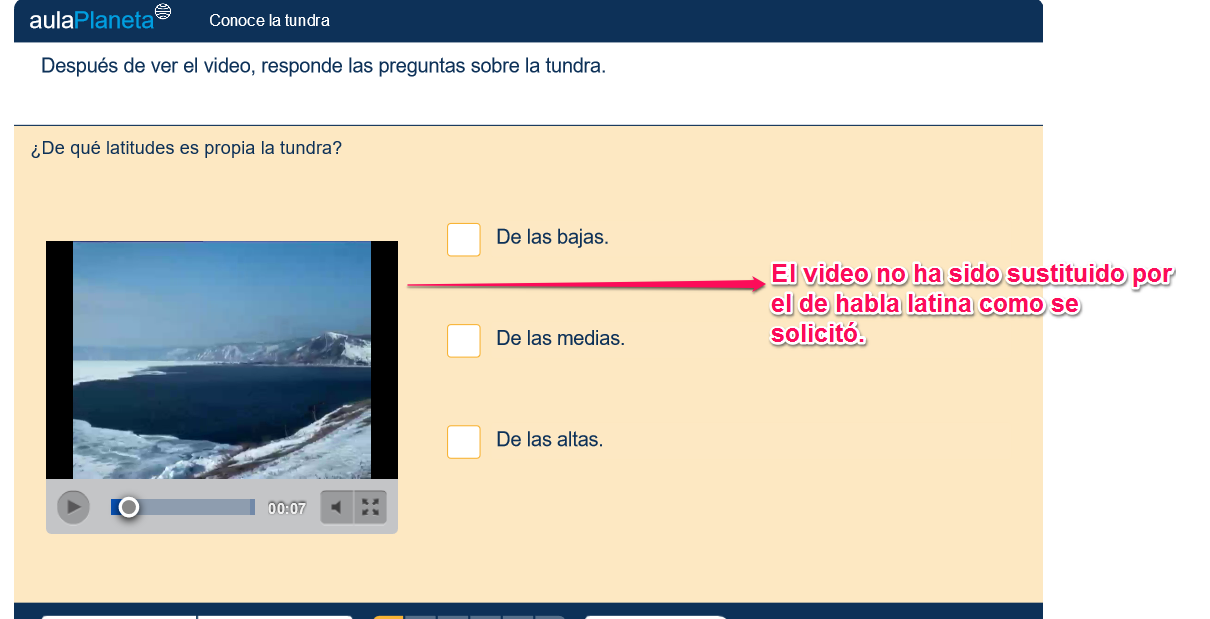 aulaPlaneta Conoce la tundra
Después de ver el video, responde las preguntas sobre la tundra.
¿De qué latitudes es propia la tundra?
De las bajas.
El video no ha sido sustituido por
el de habla latina como se
solicitó.
De las medias.
De las altas.
00:07